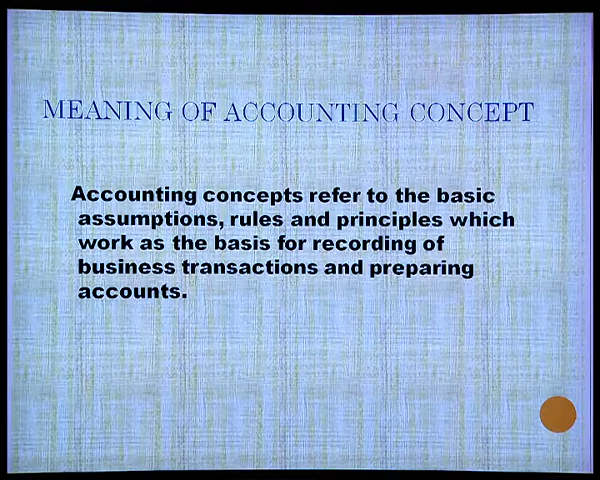 MEANING OF ACCOUNTING CONCEPT
Accounting concepts refer to the basic
assumptions, rules and principles which
work as the basis for recording of
business transactions and preparing
accounts.